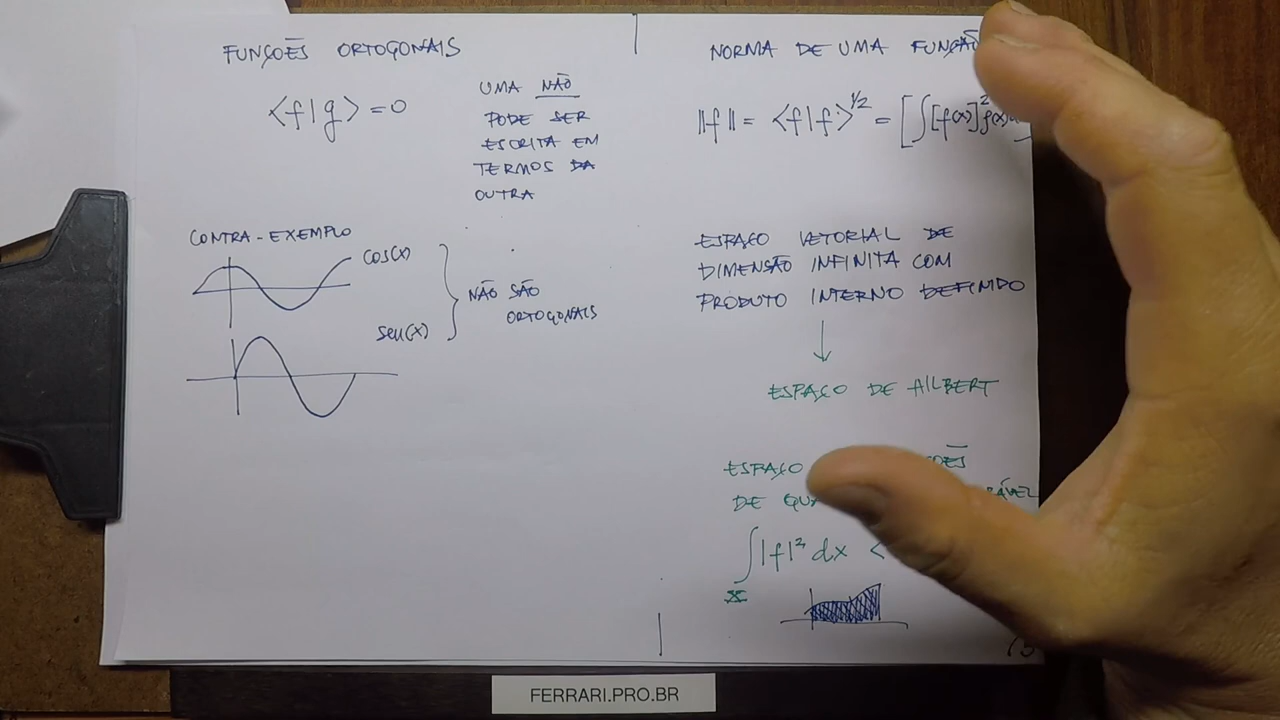 FUNÇÕES ORTOGONAIS
<f|g> = 0
UMA NÃO
PODE SER
ESCRITA EM
TERMOS DA
OUTRA
CONTRA-EXEMPLO
COS(X)
SEN(X)
NÃO SÃO
ORTOGONAIS
NORMA DE UMA FUNÇÃO
||f|| = <f|f>^1/2 = [∫[f(x)]²ρ(x)
ESPAÇO VETORIAL DE
DIMENSÃO INFINITA COM
PRODUTO INTERNO DEFINIDO
↓
ESPAÇO DE HILBERT
ESPAÇO
DE
∫|f|² dx <
X
FERRARI.PRO.BR